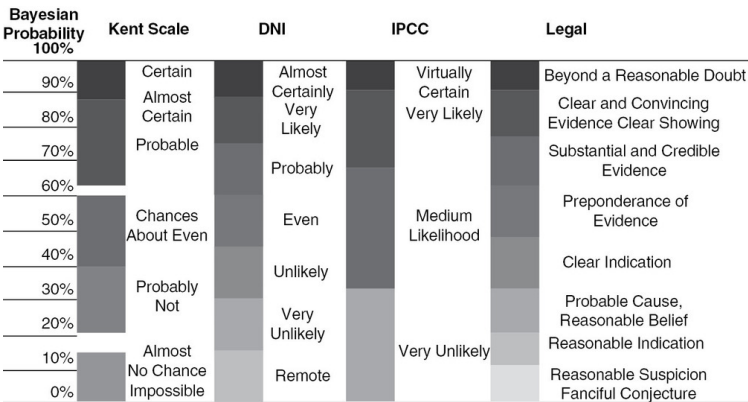 Bayesian
Probability
100%
Kent Scale
DNI
IPCC
Legal
90%
80%
70%
60%
50%
40%
30%
20%
10%
0%
Certain
Almost
Certain
Probable
Chances
About Even
Probably
Not
Almost
No Chance
Impossible
Almost
Certainly
Very
Likely
Probably
Even
Unlikely
Very
Unlikely
Remote
Virtually
Certain
Very Likely
Medium
Likelihood
Very Unlikely
Beyond a Reasonable Doubt
Clear and Convincing
Evidence Clear Showing
Substantial and Credible
Evidence
Preponderance of
Evidence
Clear Indication
Probable Cause,
Reasonable Belief
Reasonable Indication
Reasonable Suspicion
Fanciful Conjecture